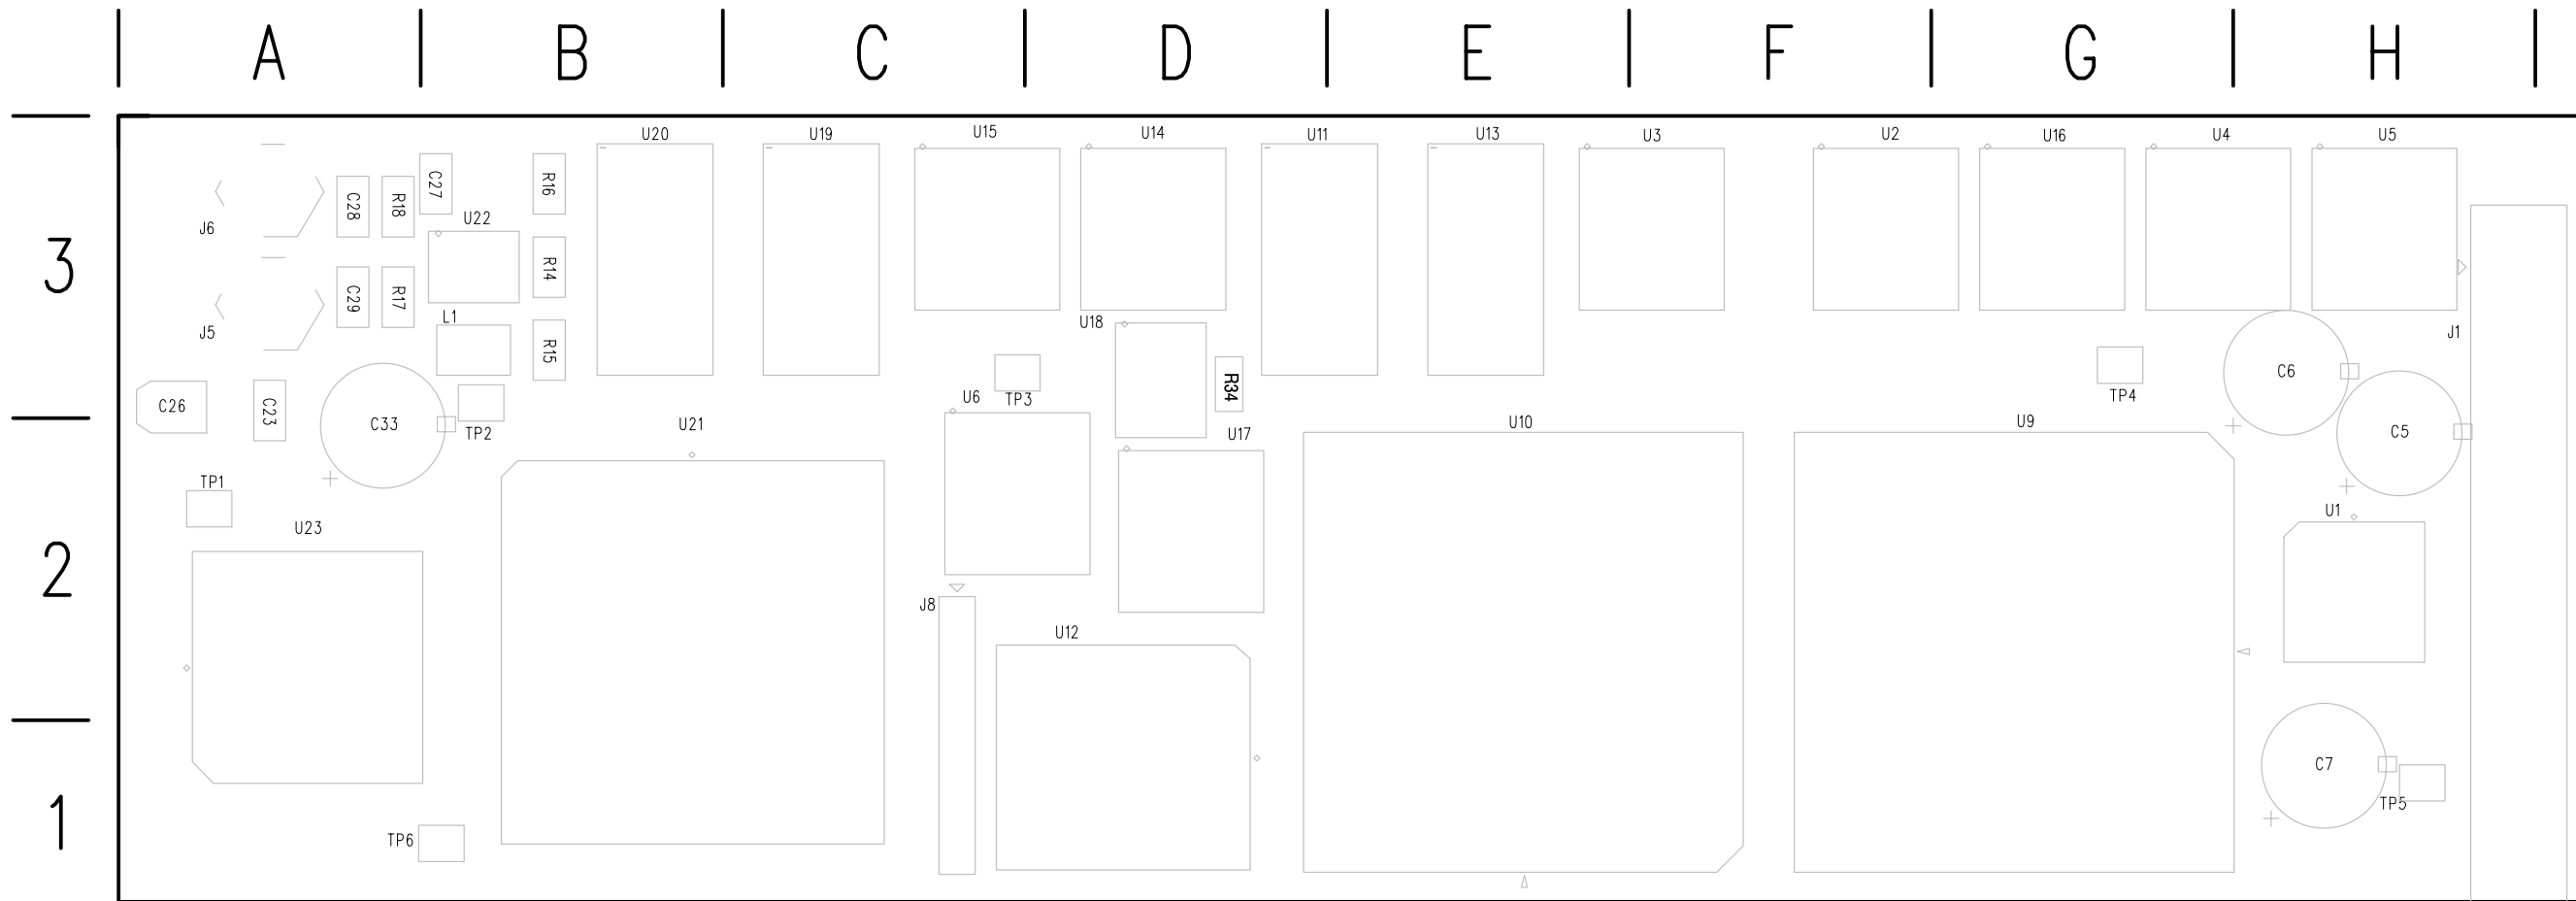 A B C D E F G H
U20 U19 U15 U14 U11 U13 U3 U2 U16 U4 U5
3
C27 R16
C28 R18
J6 U22
R14
C29 R17
J5 L1 U18 J1
R15
C26 C23 C33 U6 TP3 R34 TP4 C6
TP2 U21 U17 U10 U9 C5
TP1
U23 U1
2
J8 U12
1
C7
TP6 TP5